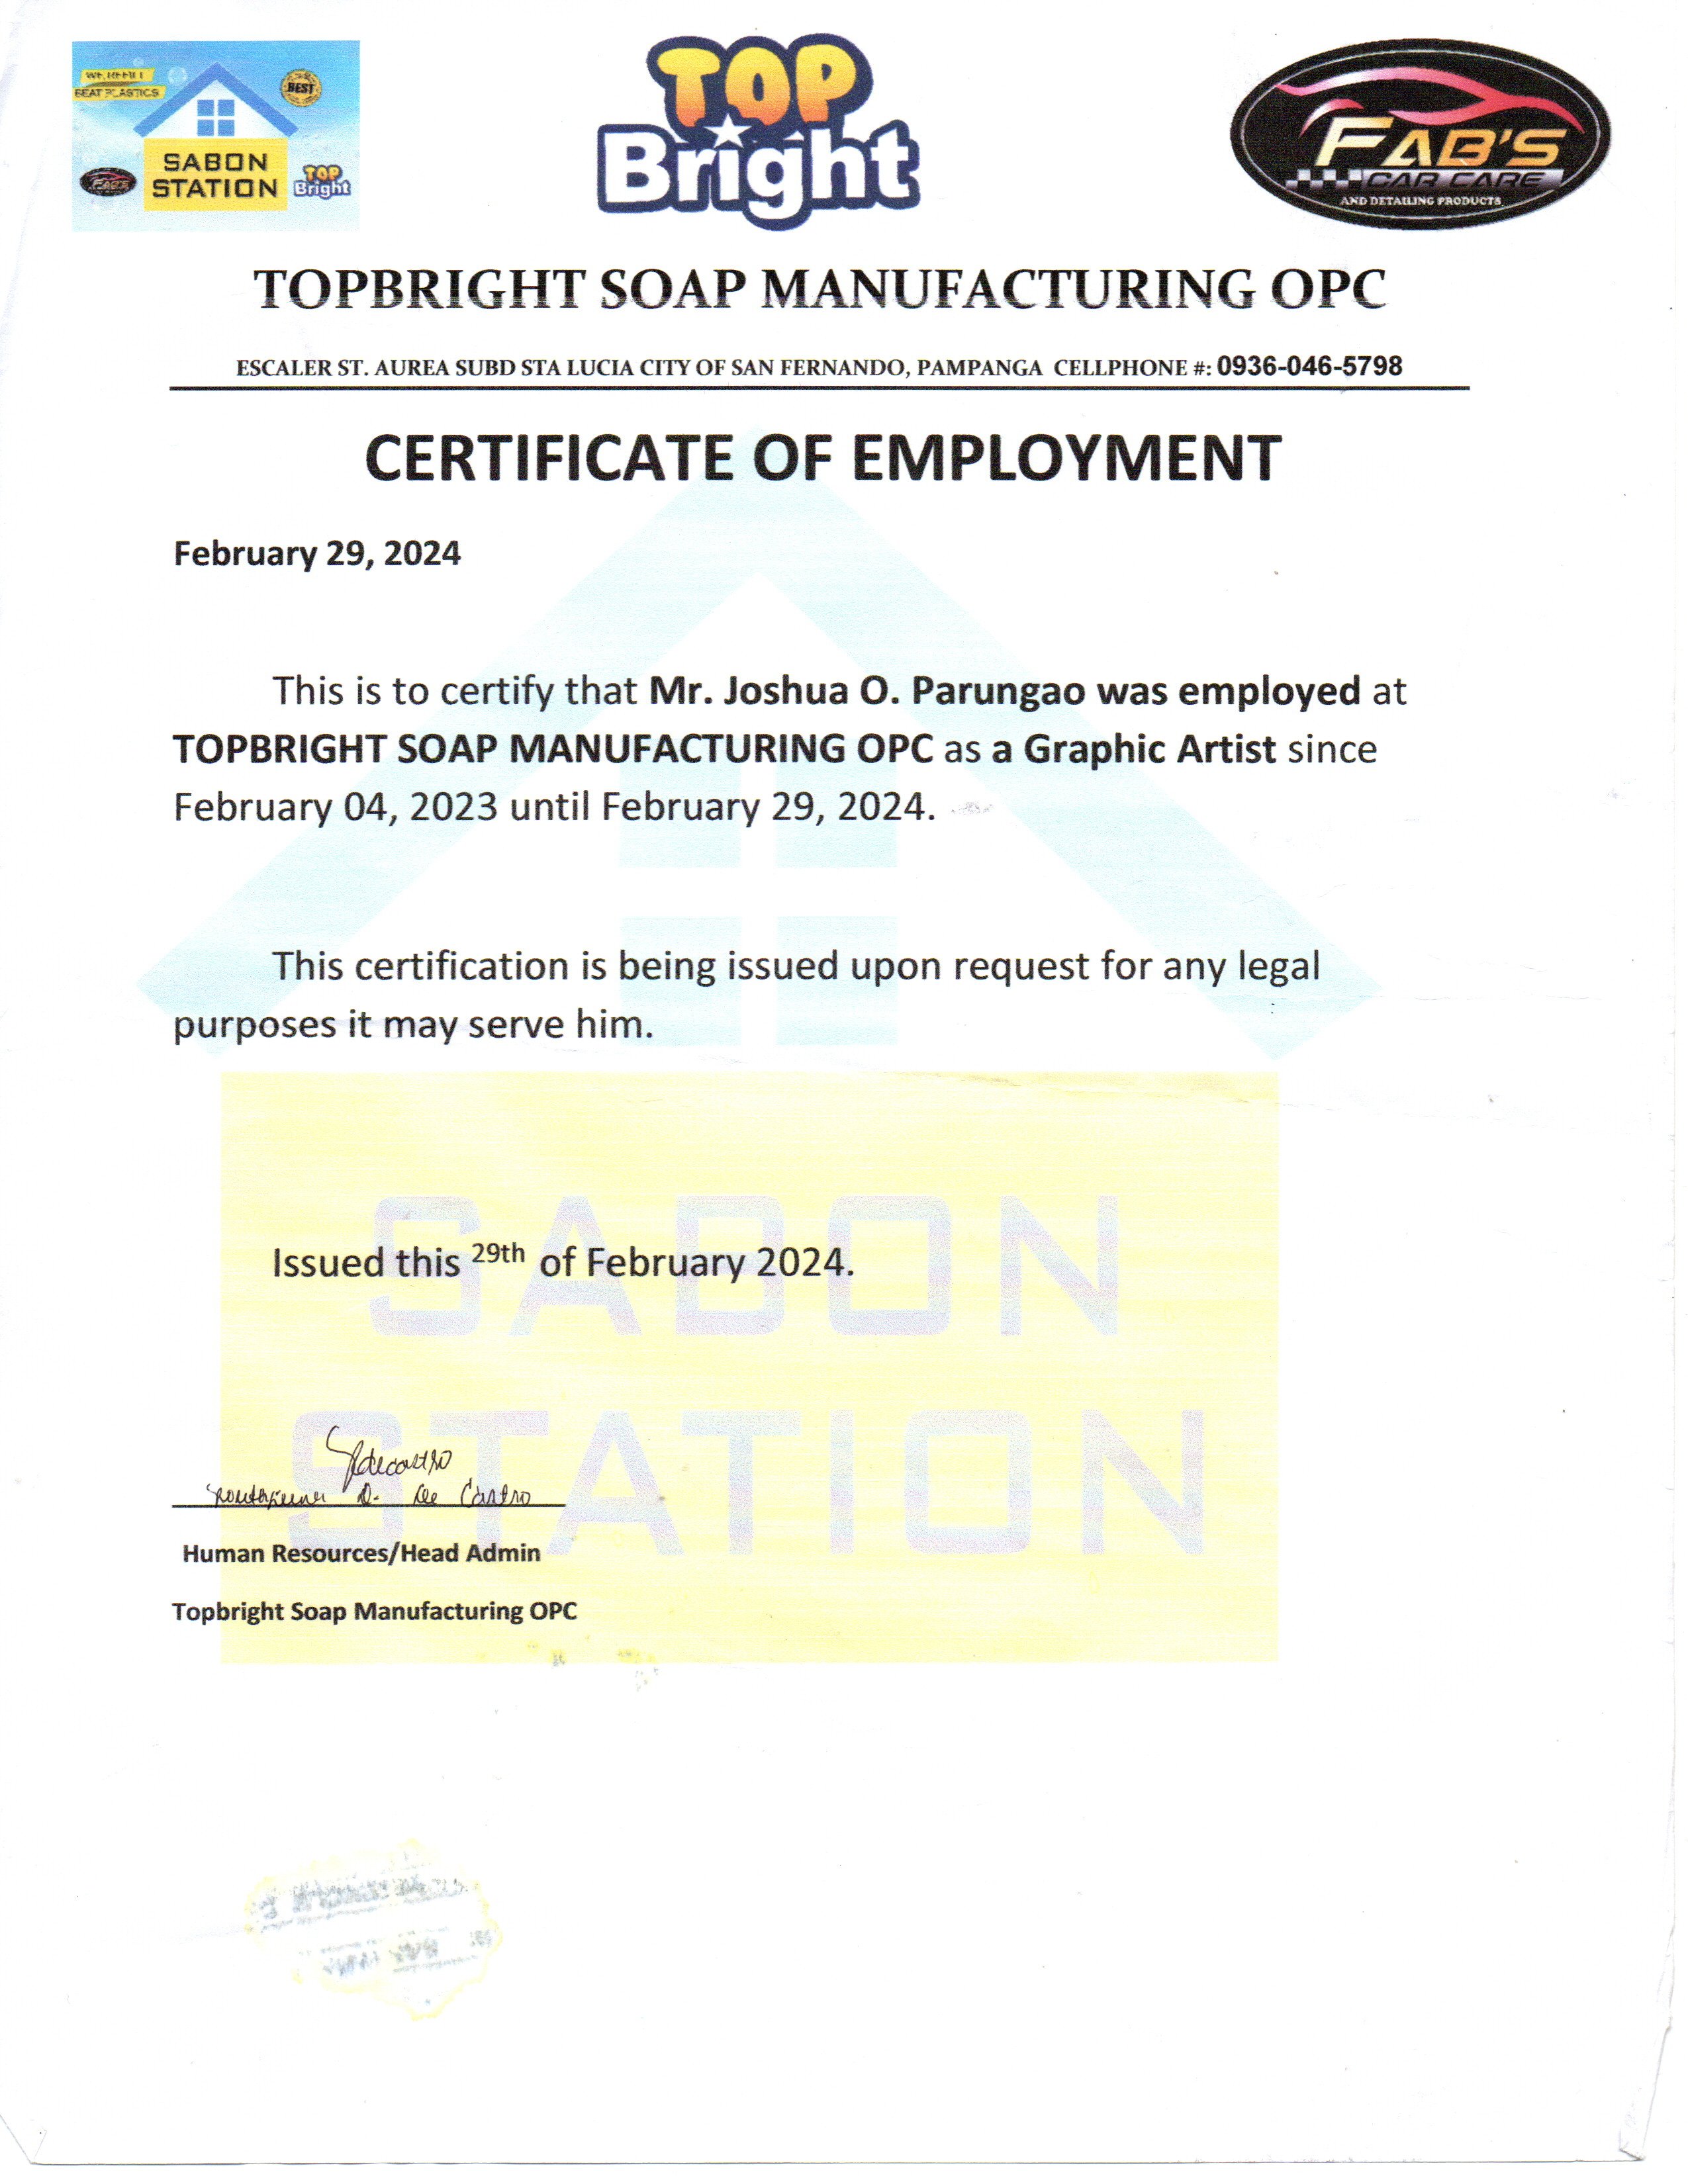 WE REFILL
BEAT PLASTICS
BEST
SABON
STATION
FAB'S
TOP
Bright
TOP
Bright
FAB'S
CAR CARE
AND DETAILING PRODUCTS
TOPBRIGHT SOAP MANUFACTURING OPC
ESCALER ST. AUREA SUBD STA LUCIA CITY OF SAN FERNANDO, PAMPANGA CELLPHONE #: 0936-046-5798
CERTIFICATE OF EMPLOYMENT
February 29, 2024
This is to certify that Mr. Joshua O. Parungao was employed at
TOPBRIGHT SOAP MANUFACTURING OPC as a Graphic Artist since
February 04, 2023 until February 29, 2024.
This certification is being issued upon request for any legal
purposes it may serve him.
SABON
Issued this 29th of February 2024.
STATION
D. De Castro
Human Resources/Head Admin
Topbright Soap Manufacturing OPC